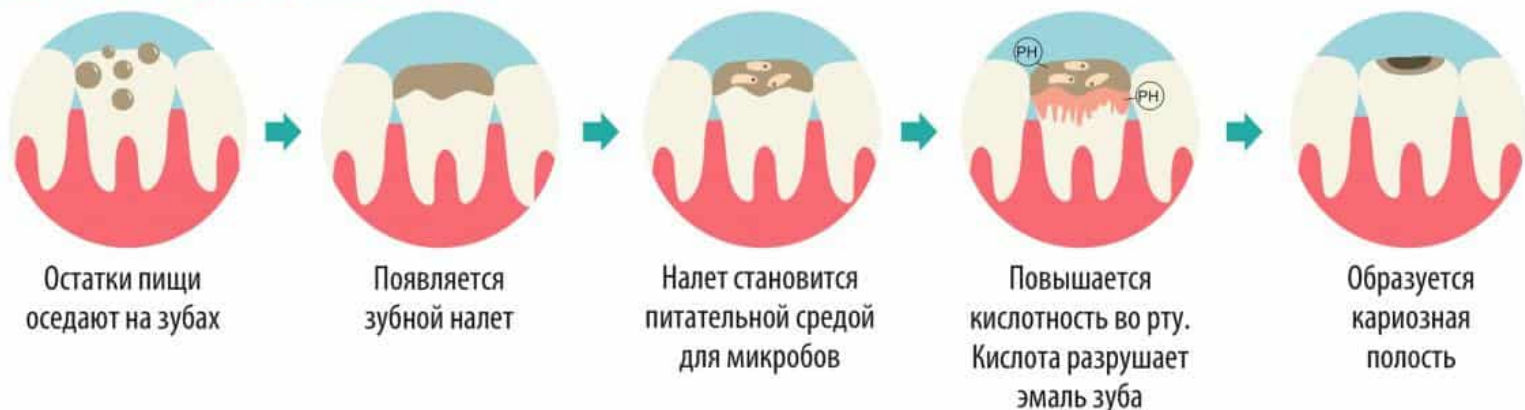 Остатки пищи
оседают на зубах
Появляется
зубной налет
Налет становится
питательной средой
для микробов
PH
PH
Повышается
кислотность во рту.
Кислота разрушает
эмаль зуба
Образуется
кариозная
полость